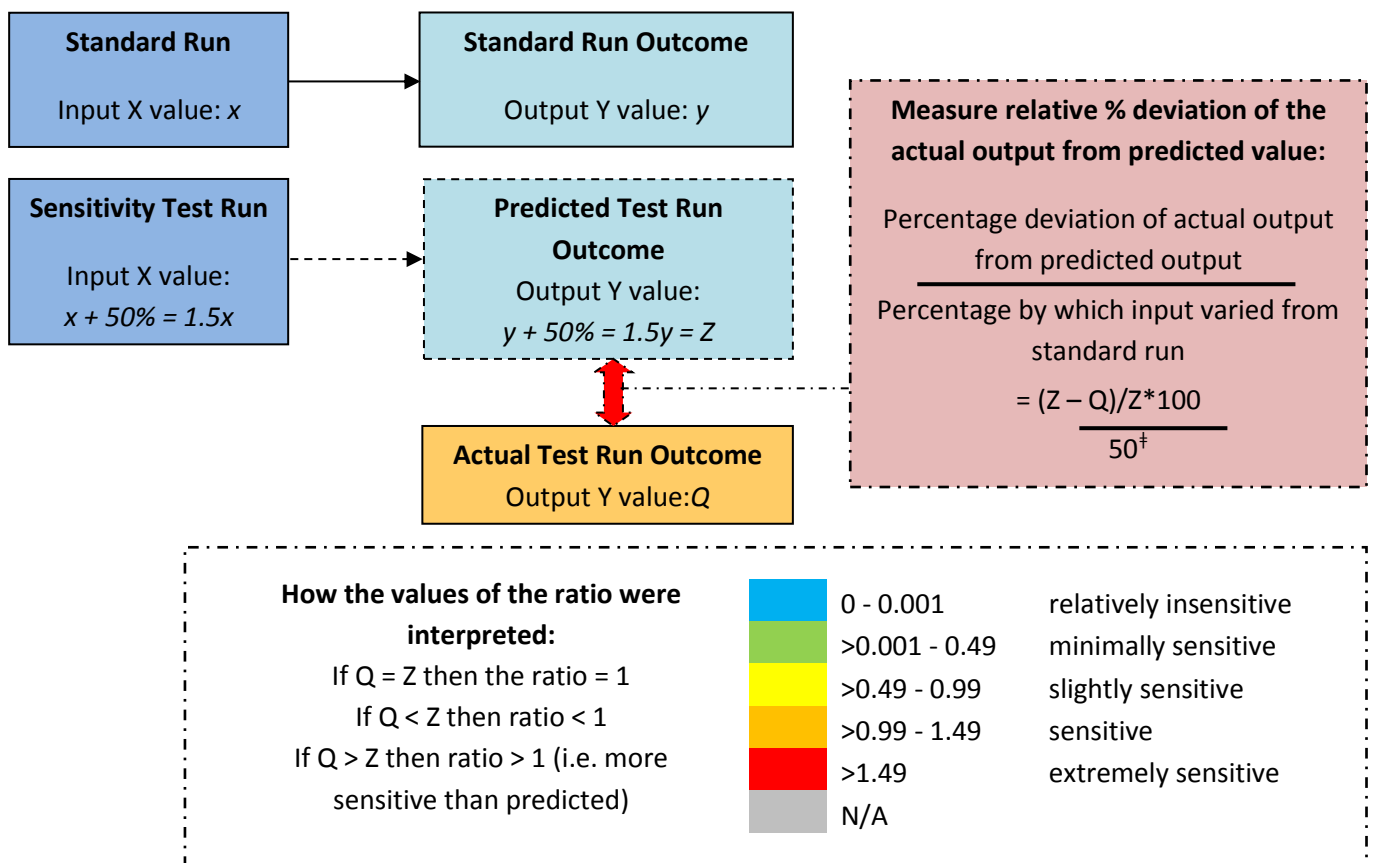 Standard Run
Input X value: x
Standard Run Outcome
Output Y value: y
Sensitivity Test Run
Input X value:
x + 50% = 1.5x
Predicted Test Run
Outcome
Output Y value:
y + 50% = 1.5y = Z
Actual Test Run Outcome
Output Y value:Q
Measure relative % deviation of the
actual output from predicted value:
Percentage deviation of actual output
from predicted output
Percentage by which input varied from
standard run
= (Z – Q)/Z*100
50‡
How the values of the ratio were
interpreted:
If Q = Z then the ratio = 1
If Q < Z then ratio < 1
If Q > Z then ratio > 1 (i.e. more
sensitive than predicted)
0 - 0.001 relatively insensitive
>0.001 - 0.49 minimally sensitive
>0.49 - 0.99 slightly sensitive
>0.99 - 1.49 sensitive
>1.49 extremely sensitive
N/A